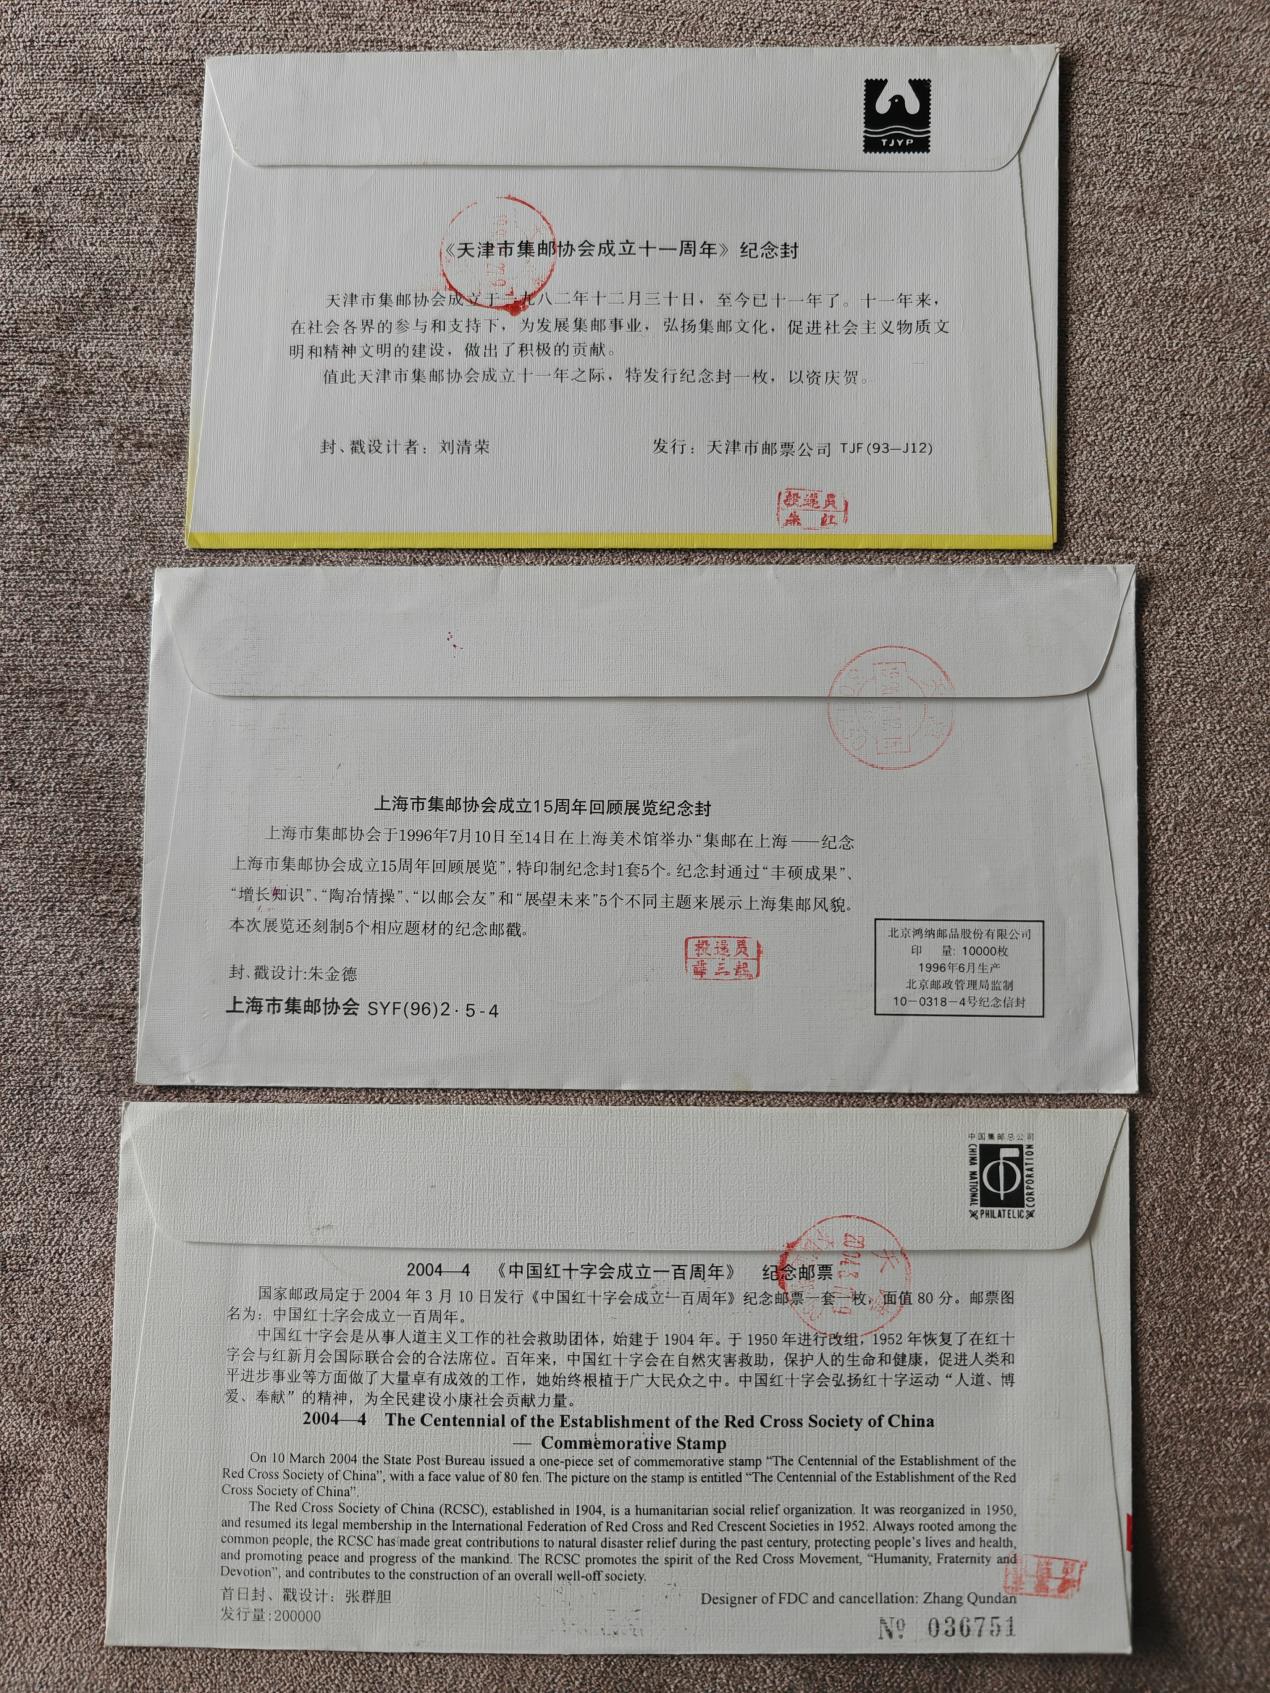 TJYP
《天津市集邮协会成立十一周年》纪念封
天津市集邮协会成立于一九八二年十二月三十日，至今已十一年了。十一年来，
在社会各界的参与和支持下，为发展集邮事业，弘扬集邮文化，促进社会主义物质文
明和精神文明的建设，做出了积极的贡献。
值此天津市集邮协会成立十一年之际，特发行纪念封一枚，以资庆贺。
封、戳设计者：刘清荣
发行：天津市邮票公司 TJF(93—J12)
投递员
朱 红
上海市集邮协会成立15周年回顾展览纪念封
上海市集邮协会于1996年7月10日至14日在上海美术馆举办“集邮在上海——纪念
上海市集邮协会成立15周年回顾展览”，特印制纪念封1套5个。纪念封通过“丰硕成果”、
“增长知识”、“陶冶情操”、“以邮会友”和“展望未来”5个不同主题来展示上海集邮风貌。
本次展览还刻制5个相应题材的纪念邮戳。
封、戳设计:朱金德
上海市集邮协会 SYF(96)2·5-4
投递员
薛三起
北京鸿纳邮品股份有限公司
印 量: 10000枚
1996年6月生产
北京邮政管理局监制
10-0318-4号纪念信封
中国集邮总公司
CHINA NATIONAL
PHILATELIC
CORPORATION
2004—4 《中国红十字会成立一百周年》 纪念邮票
国家邮政局定于 2004 年 3 月 10 日发行《中国红十字会成立一百周年》纪念邮票一套一枚，面值 80 分。邮票图
名为：中国红十字会成立一百周年。
中国红十字会是从事人道主义工作的社会救助团体，始建于 1904 年。于 1950 年进行改组，1952 年恢复了在红十
字会与红新月会国际联合会的合法席位。百年来，中国红十字会在自然灾害救助，保护人的生命和健康，促进人类和
平进步事业等方面做了大量卓有成效的工作，她始终根植于广大民众之中。中国红十字会弘扬红十字运动“人道、博
爱、奉献”的精神，为全民建设小康社会贡献力量。
2004—4 The Centennial of the Establishment of the Red Cross Society of China
— Commemorative Stamp
On 10 March 2004 the State Post Bureau issued a one-piece set of commemorative stamp “The Centennial of the Establishment of the
Red Cross Society of China”, with a face value of 80 fen. The picture on the stamp is entitled “The Centennial of the Establishment of the Red
Cross Society of China”.
The Red Cross Society of China (RCSC), established in 1904, is a humanitarian social relief organization. It was reorganized in 1950,
and resumed its legal membership in the International Federation of Red Cross and Red Crescent Societies in 1952. Always rooted among the
common people, the RCSC has made great contributions to natural disaster relief during the past century, protecting people's lives and health,
and promoting peace and progress of the mankind. The RCSC promotes the spirit of the Red Cross Movement, “Humanity, Fraternity and
Devotion”, and contributes to the construction of an overall well-off society.
首日封、戳设计：张群胆
Designer of FDC and cancellation: Zhang Qundan
发行量:200000
Nº 036751